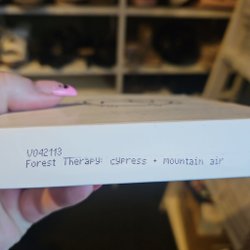 V042113
Forest Therapy: cypress + mountain air